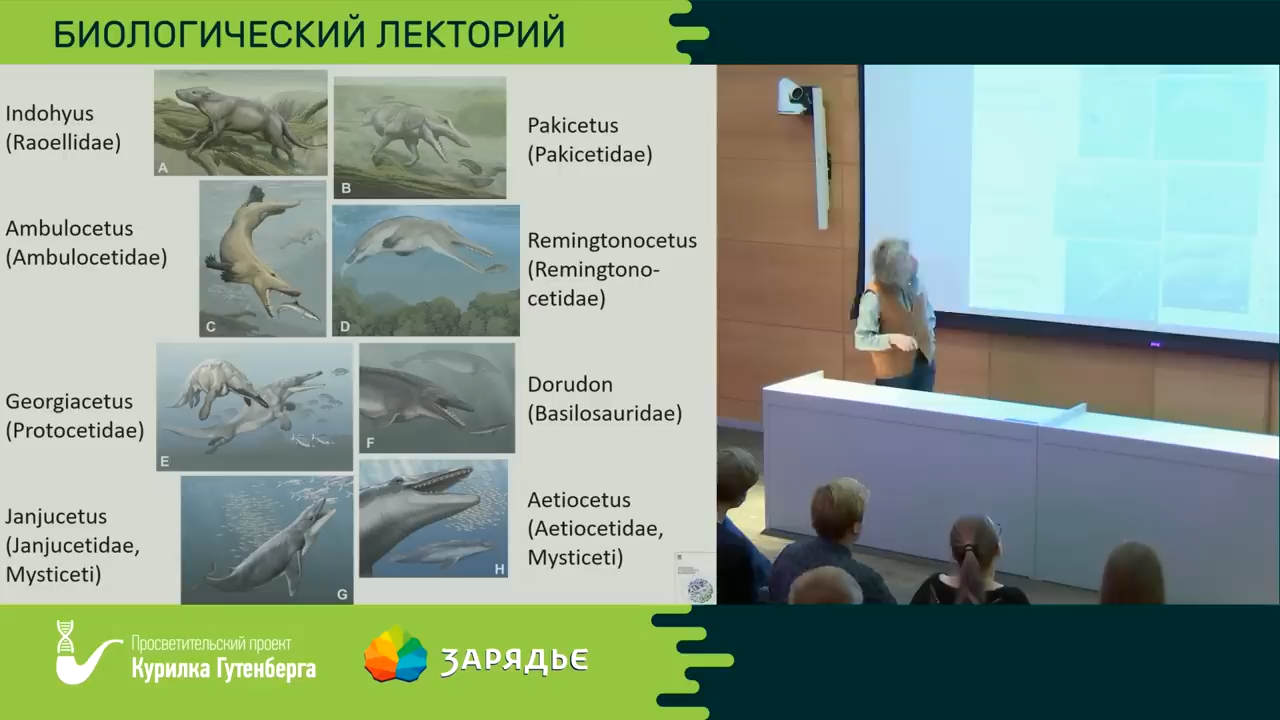 БИОЛОГИЧЕСКИЙ ЛЕКТОРИЙ
Indohyus
(Raoellidae)
A
B
Pakicetus
(Pakicetidae)
Ambulocetus
(Ambulocetidae)
C
D
Remingtonocetus
(Remingtono-
cetidae)
Georgiacetus
(Protocetidae)
E
F
Dorudon
(Basilosauridae)
Janjucetus
(Janjucetidae,
Mysticeti)
G
H
Aetiocetus
(Aetiocetidae,
Mysticeti)
Просветительский проект
Курилка Гутенберга
ЗАРЯДЬЕ